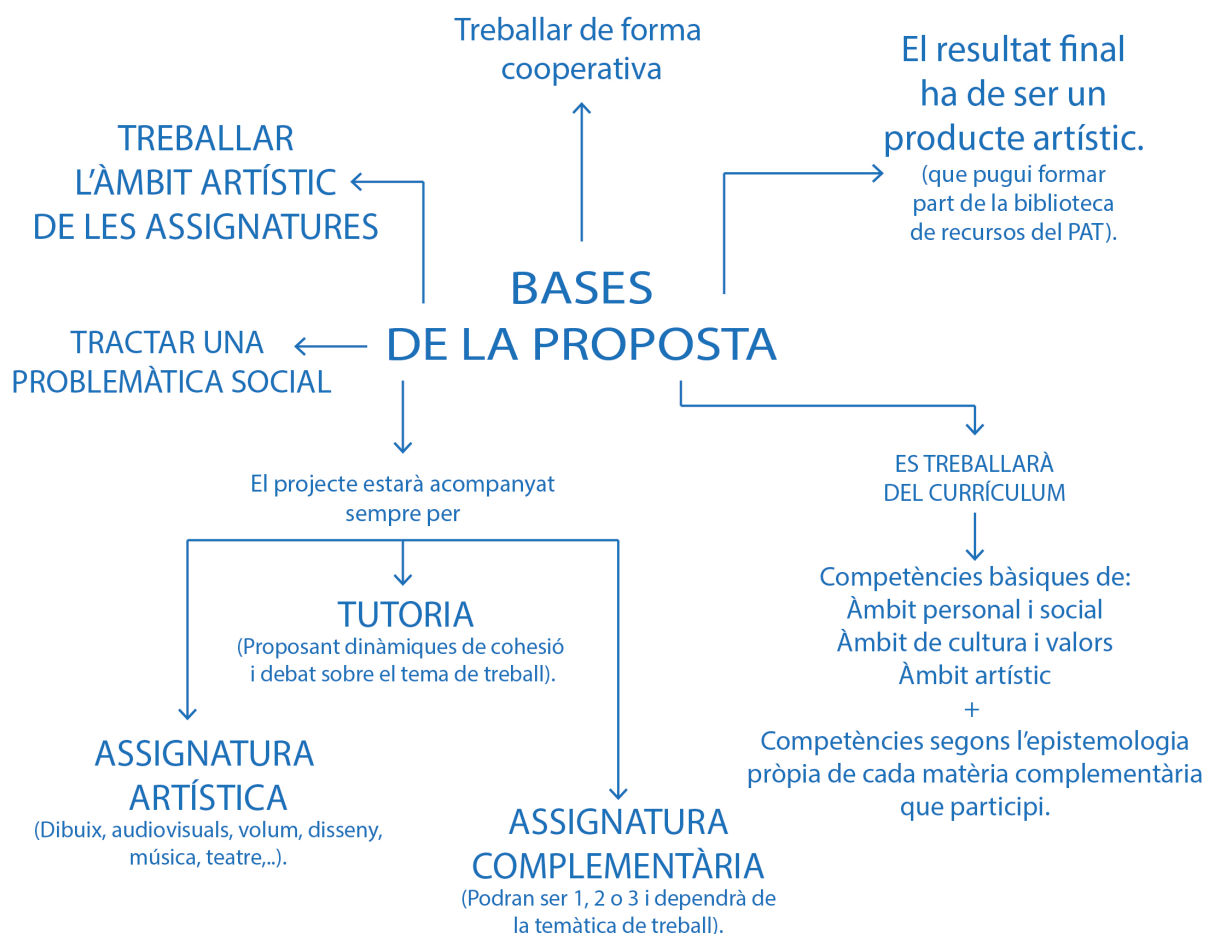 Treballar de forma
cooperativa
El resultat final
ha de ser un
producte artístic.
(que pugui formar
part de la biblioteca
de recursos del PAT).
TREBALLAR
L'ÀMBIT ARTÍSTIC
DE LES ASSIGNATURES
BASES
DE LA PROPOSTA
TRACTAR UNA
PROBLEMÀTICA SOCIAL
El projecte estarà acompanyat
sempre per
TUTORIA
(Proposant dinàmiques de cohesió
i debat sobre el tema de treball).
ASSIGNATURA
ARTÍSTICA
(Dibuix, audiovisuals, volum, disseny,
música, teatre,..).
ASSIGNATURA
COMPLEMENTÀRIA
(Podran ser 1, 2 o 3 i dependrà de
la temàtica de treball).
ES TREBALLARÀ
DEL CURRÍCULUM
Competències bàsiques de:
Àmbit personal i social
Àmbit de cultura i valors
Àmbit artístic
+
Competències segons l'epistemologia
pròpia de cada matèria complementària
que participi.